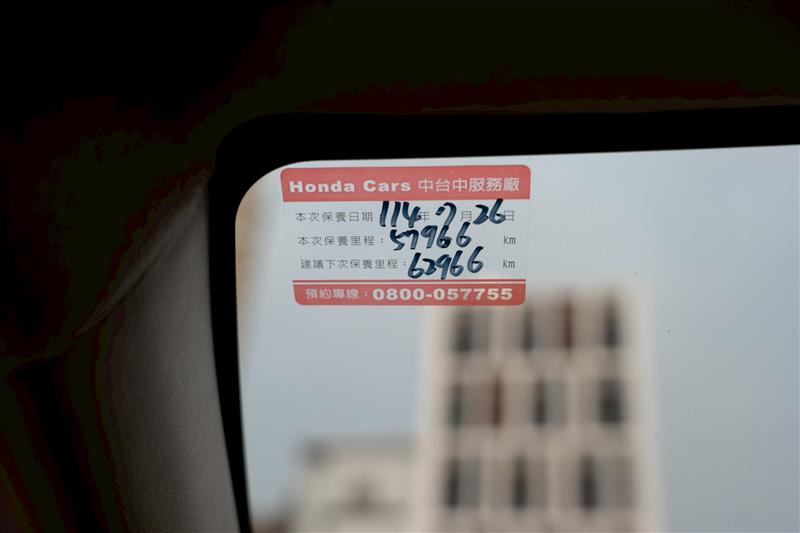 Honda Cars 中台中服務廠
本次保養日期 114 年 7 月 26 日
本次保養里程：57966 km
建議下次保養里程：62966 km
預約專線：0800-057755